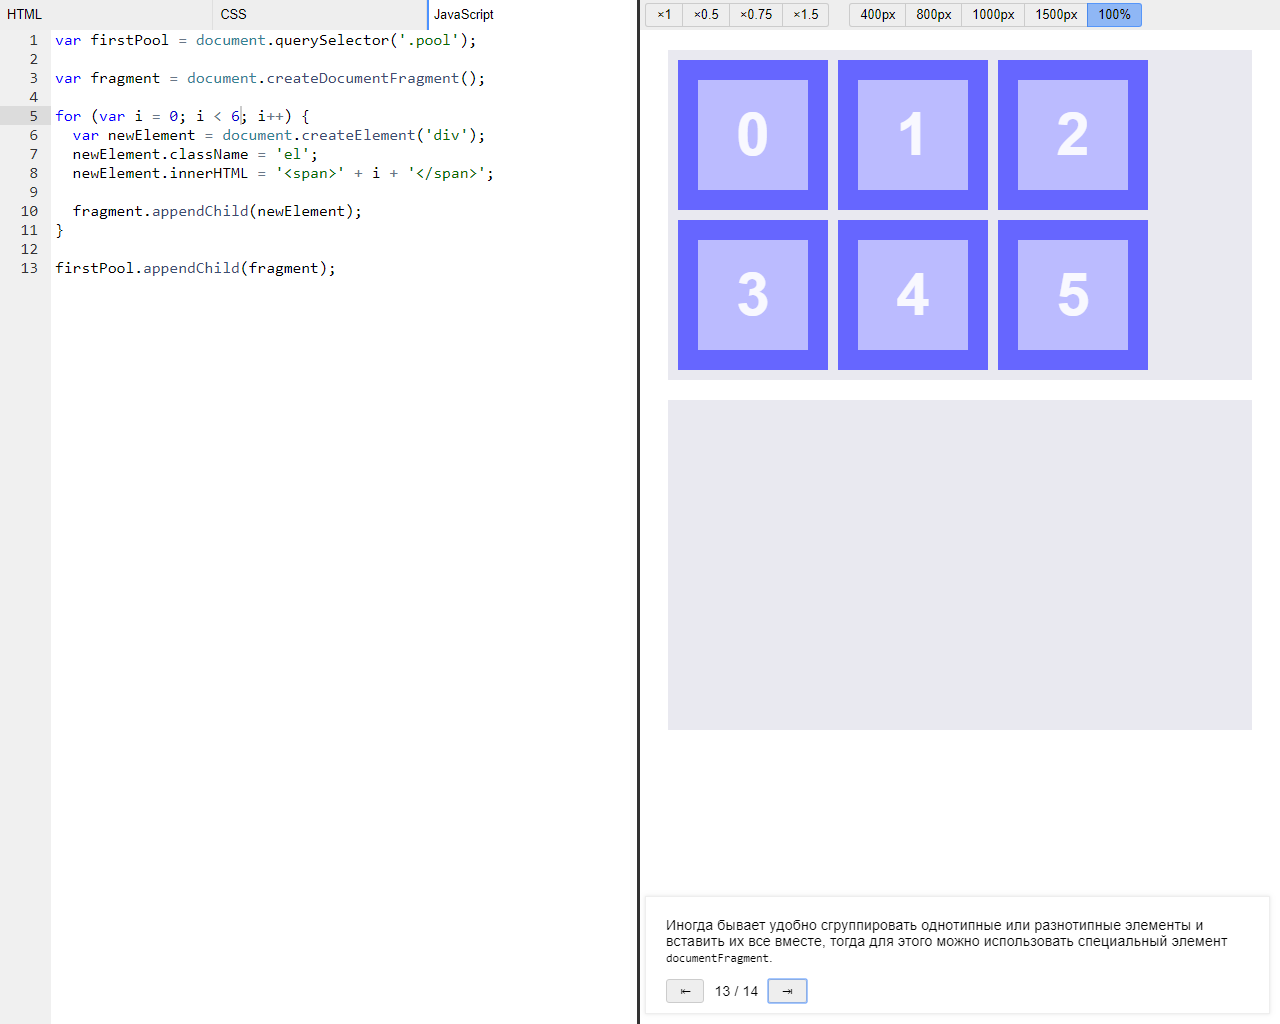 HTML CSS JavaScript
×1 ×0.5 ×0.75 ×1.5 400px 800px 1000px 1500px 100%
1 var firstPool = document.querySelector('.pool');
2
3 var fragment = document.createDocumentFragment();
4
5 for (var i = 0; i < 6; i++) {
6   var newElement = document.createElement('div');
7   newElement.className = 'el';
8   newElement.innerHTML = '<span>' + i + '</span>';
9
10   fragment.appendChild(newElement);
11 }
12
13 firstPool.appendChild(fragment);
0 1 2
3 4 5
Иногда бывает удобно сгруппировать однотипные или разнотипные элементы и
вставить их все вместе, тогда для этого можно использовать специальный элемент
documentFragment.
⇤ 13 / 14 ⇥